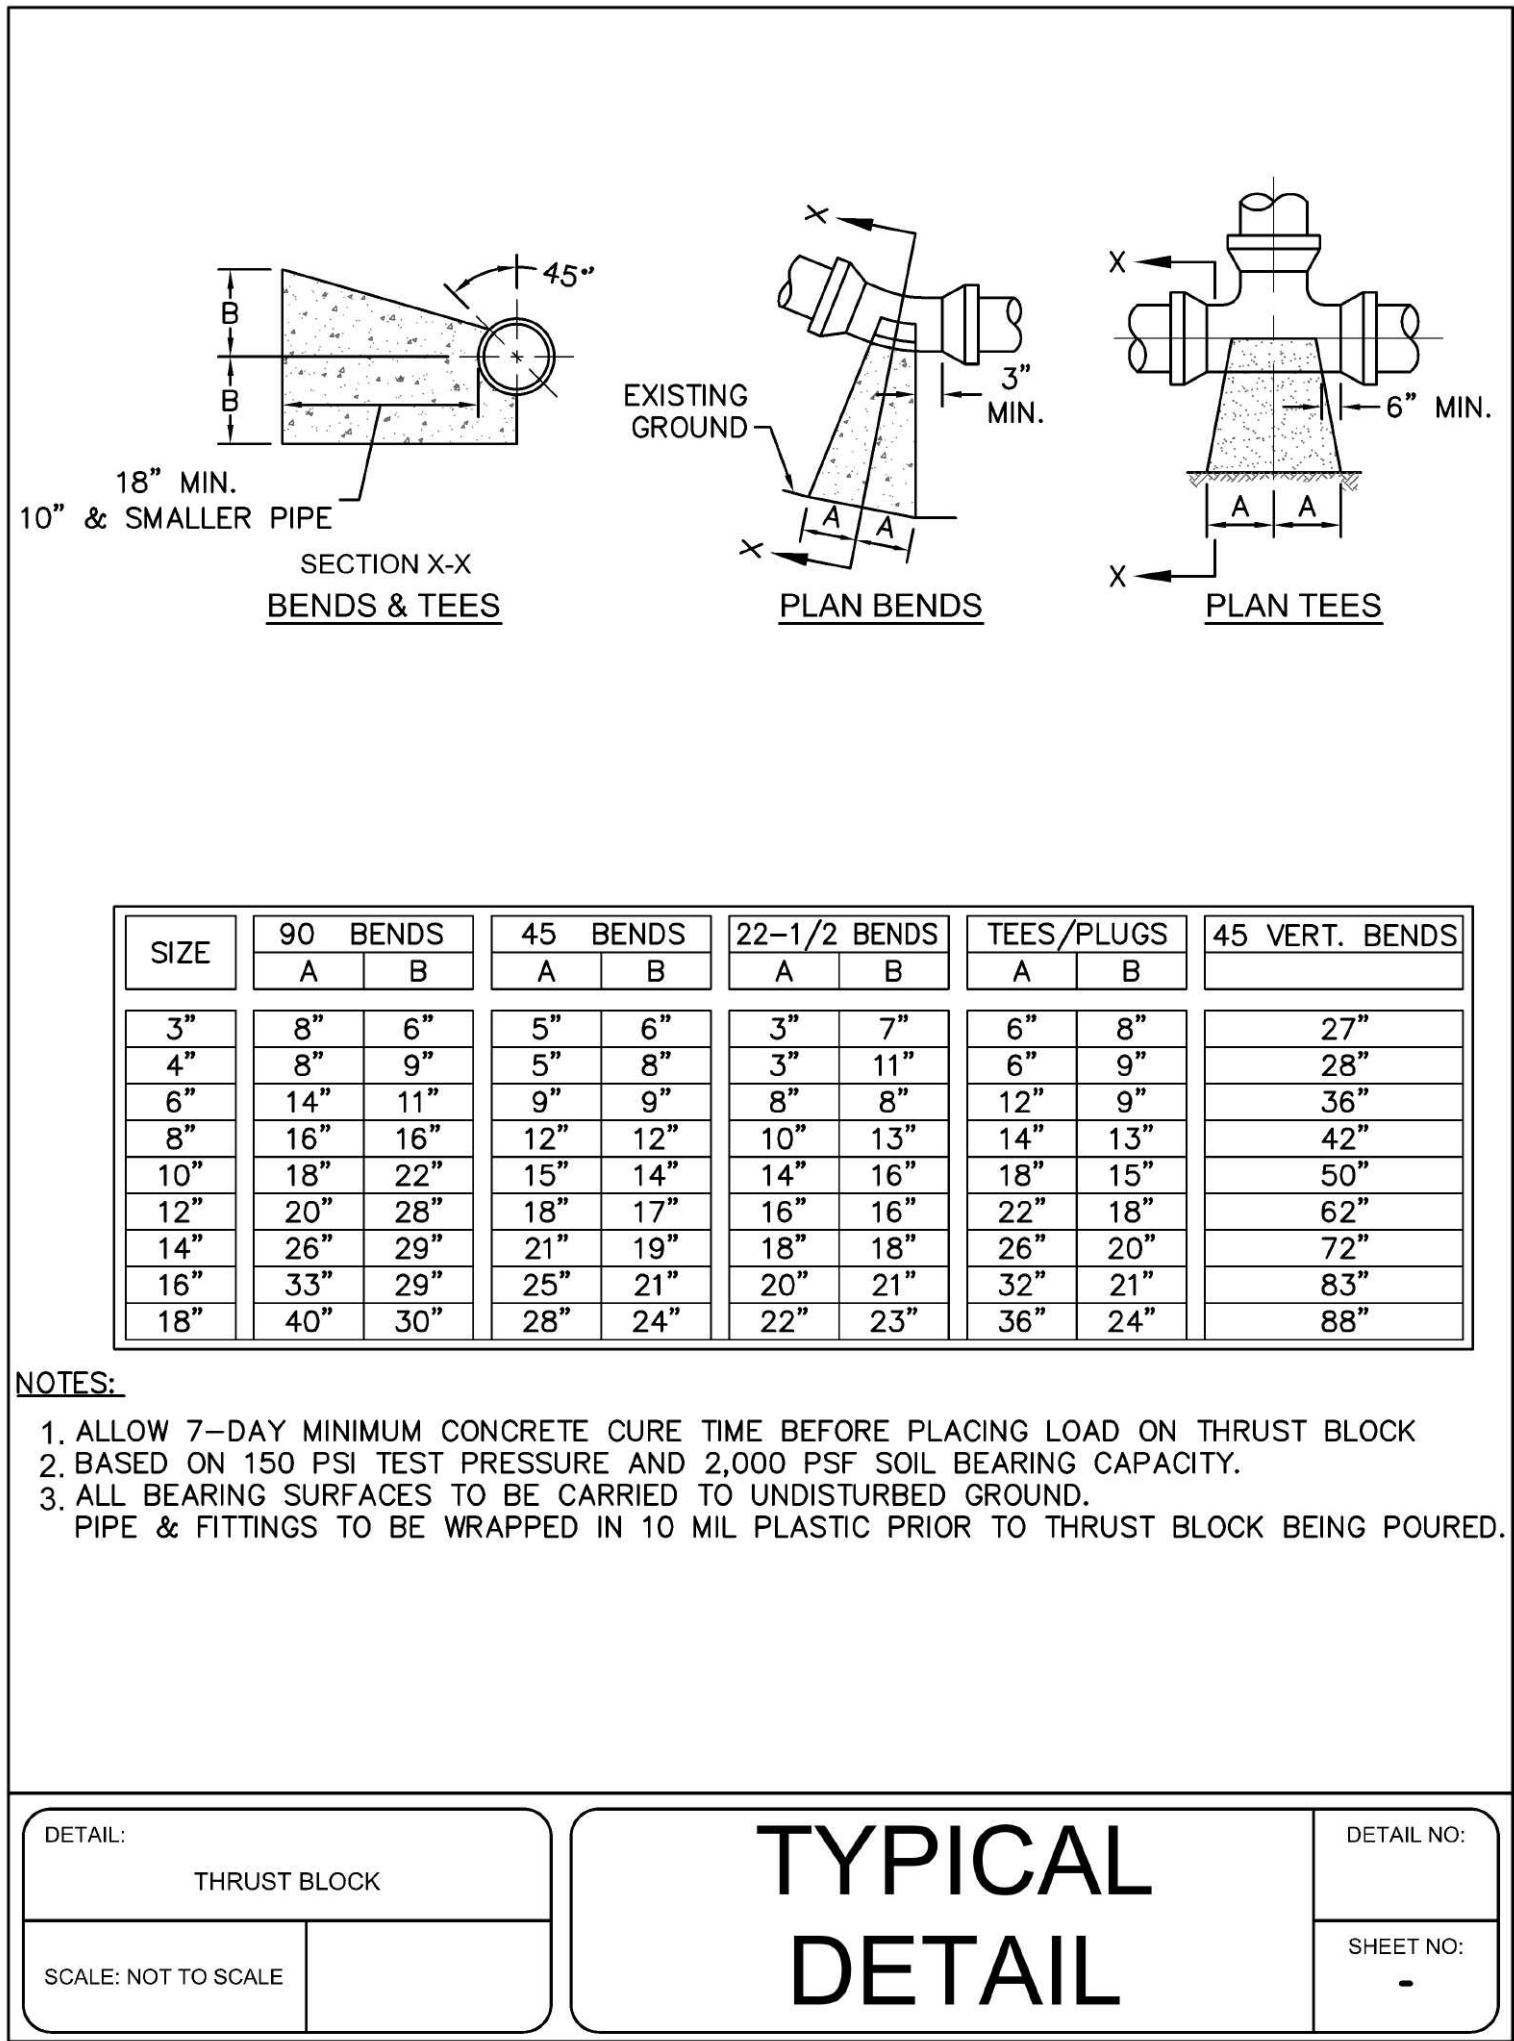 B
B
45°
18” MIN.
10” & SMALLER PIPE
SECTION X-X
BENDS & TEES
X
EXISTING
GROUND
3”
MIN.
A A
X
PLAN BENDS
X
6” MIN.
A A
X
PLAN TEES
SIZE 90 BENDS 45 BENDS 22-1/2 BENDS TEES/PLUGS 45 VERT. BENDS
A B A B A B A B
3” 8” 6” 5” 6” 3” 7” 6” 8” 27”
4” 8” 9” 5” 8” 3” 11” 6” 9” 28”
6” 14” 11” 9” 9” 8” 8” 12” 9” 36”
8” 16” 16” 12” 12” 10” 13” 14” 13” 42”
10” 18” 22” 15” 14” 14” 16” 18” 15” 50”
12” 20” 28” 18” 17” 16” 16” 22” 18” 62”
14” 26” 29” 21” 19” 18” 18” 26” 20” 72”
16” 33” 29” 25” 21” 20” 21” 32” 21” 83”
18” 40” 30” 28” 24” 22” 23” 36” 24” 88”
NOTES:
1. ALLOW 7-DAY MINIMUM CONCRETE CURE TIME BEFORE PLACING LOAD ON THRUST BLOCK
2. BASED ON 150 PSI TEST PRESSURE AND 2,000 PSF SOIL BEARING CAPACITY.
3. ALL BEARING SURFACES TO BE CARRIED TO UNDISTURBED GROUND.
PIPE & FITTINGS TO BE WRAPPED IN 10 MIL PLASTIC PRIOR TO THRUST BLOCK BEING POURED.
DETAIL:
THRUST BLOCK
SCALE: NOT TO SCALE
TYPICAL
DETAIL
DETAIL NO:
SHEET NO:
-